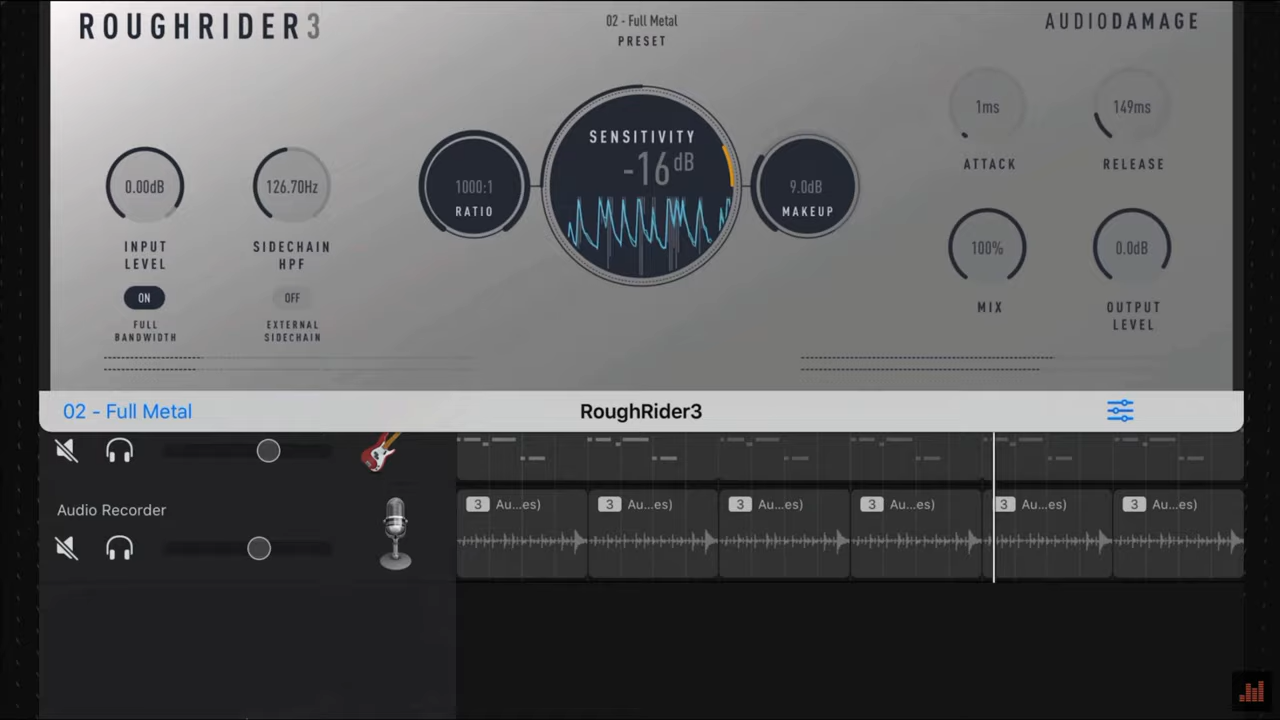 ROUGHRIDER3
02 - Full Metal
PRESET
AUDIODAMAGE
0.00dB
INPUT
LEVEL
ON
FULL
BANDWIDTH
126.70Hz
SIDECHAIN
HPF
OFF
EXTERNAL
SIDECHAIN
1000:1
RATIO
SENSITIVITY
-16 dB
9.0dB
MAKEUP
1ms
ATTACK
149ms
RELEASE
100%
MIX
0.0dB
OUTPUT
LEVEL
02 - Full Metal
RoughRider3
Audio Recorder
3 Au...es)
3 Au...es)
3 Au...es)
3 Au...es)
3 Au...es)
3 Au...es)